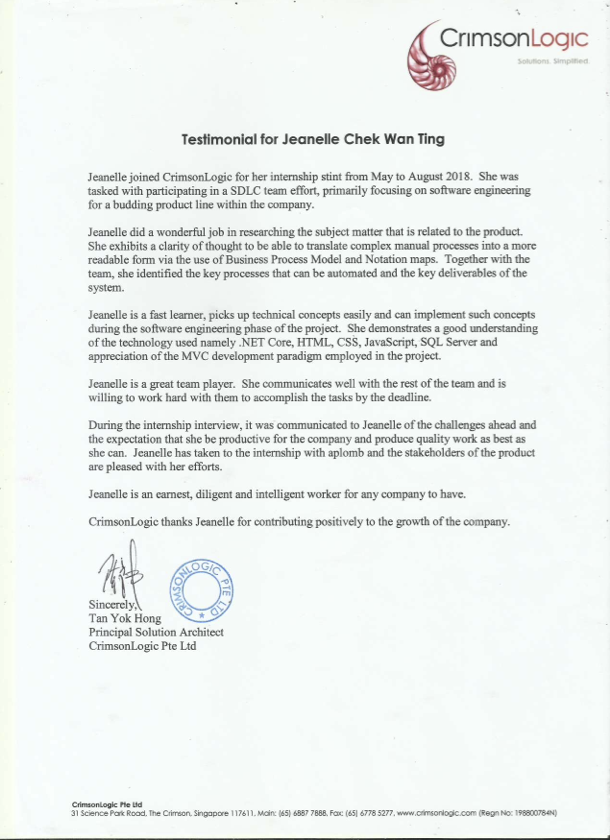 CrimsonLogic
Solutions. Simplified.
Testimonial for Jeanelle Chek Wan Ting
Jeanelle joined CrimsonLogic for her internship stint from May to August 2018. She was
tasked with participating in a SDLC team effort, primarily focusing on software engineering
for a budding product line within the company.
Jeanelle did a wonderful job in researching the subject matter that is related to the product.
She exhibits a clarity of thought to be able to translate complex manual processes into a more
readable form via the use of Business Process Model and Notation maps. Together with the
team, she identified the key processes that can be automated and the key deliverables of the
system.
Jeanelle is a fast learner, picks up technical concepts easily and can implement such concepts
during the software engineering phase of the project. She demonstrates a good understanding
of the technology used namely .NET Core, HTML, CSS, JavaScript, SQL Server and
appreciation of the MVC development paradigm employed in the project.
Jeanelle is a great team player. She communicates well with the rest of the team and is
willing to work hard with them to accomplish the tasks by the deadline.
During the internship interview, it was communicated to Jeanelle of the challenges ahead and
the expectation that she be productive for the company and produce quality work as best as
she can. Jeanelle has taken to the internship with aplomb and the stakeholders of the product
are pleased with her efforts.
Jeanelle is an earnest, diligent and intelligent worker for any company to have.
CrimsonLogic thanks Jeanelle for contributing positively to the growth of the company.
CRIMSONLOGIC PTE LTD
Sincerely,
Tan Yok Hong
Principal Solution Architect
CrimsonLogic Pte Ltd
CrimsonLogic Pte Ltd
31 Science Park Road, The Crimson, Singapore 117611, Main: (65) 6887 7888, Fax: (65) 6778 5277, www.crimsonlogic.com (Regn No: 198800784N)